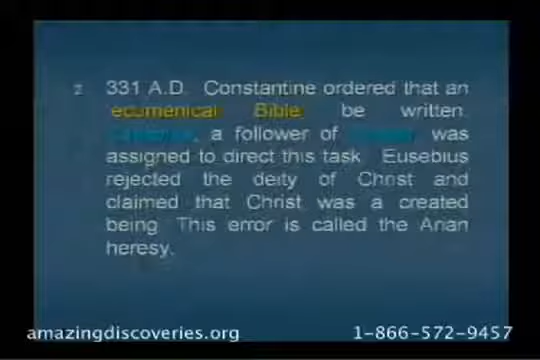 2 331 A.D. Constantine ordered that an
ecumenical Bible be written.
a follower of was
assigned to direct this task. Eusebius
rejected the deity of Christ and
claimed that Christ was a created
being. This error is called the Arian
heresy.
amazingdiscoveries.org 1-866-572-9457